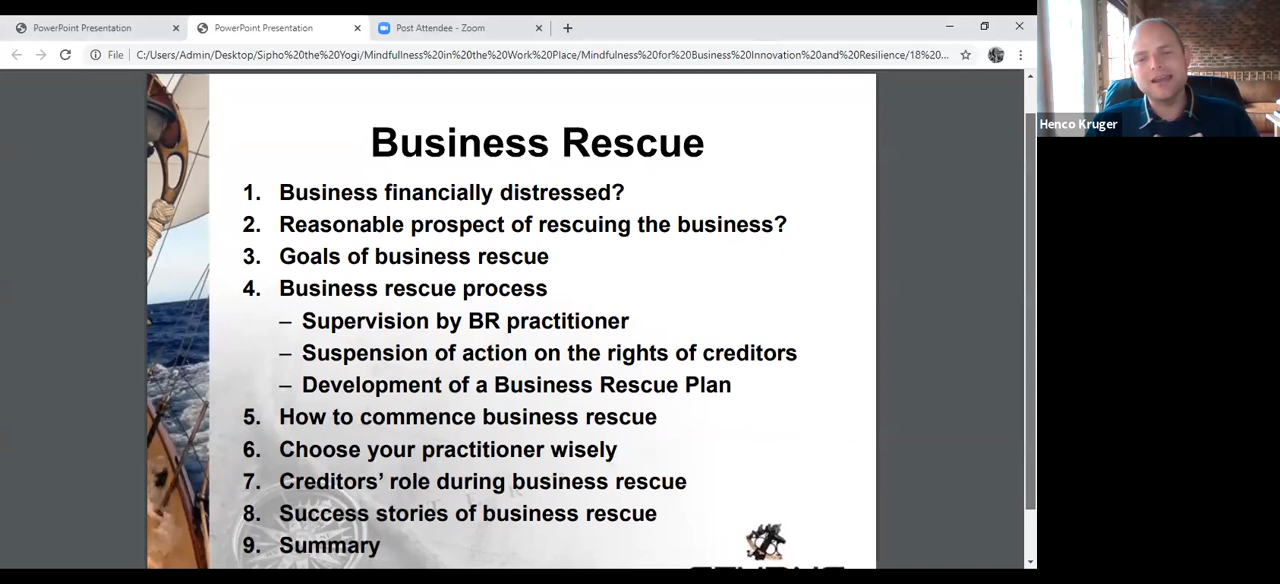 PowerPoint Presentation
PowerPoint Presentation
Post Attendee - Zoom
File
C:/Users/Admin/Desktop/Sipho%20the%20Yogi/Mindfullness%20in%20the%20Work%20Place/Mindfulness%20for%20Business%20Innovation%20and%20Resilience/18%20...
Henco Kruger
Business Rescue
1. Business financially distressed?
2. Reasonable prospect of rescuing the business?
3. Goals of business rescue
4. Business rescue process
– Supervision by BR practitioner
– Suspension of action on the rights of creditors
– Development of a Business Rescue Plan
5. How to commence business rescue
6. Choose your practitioner wisely
7. Creditors’ role during business rescue
8. Success stories of business rescue
9. Summary